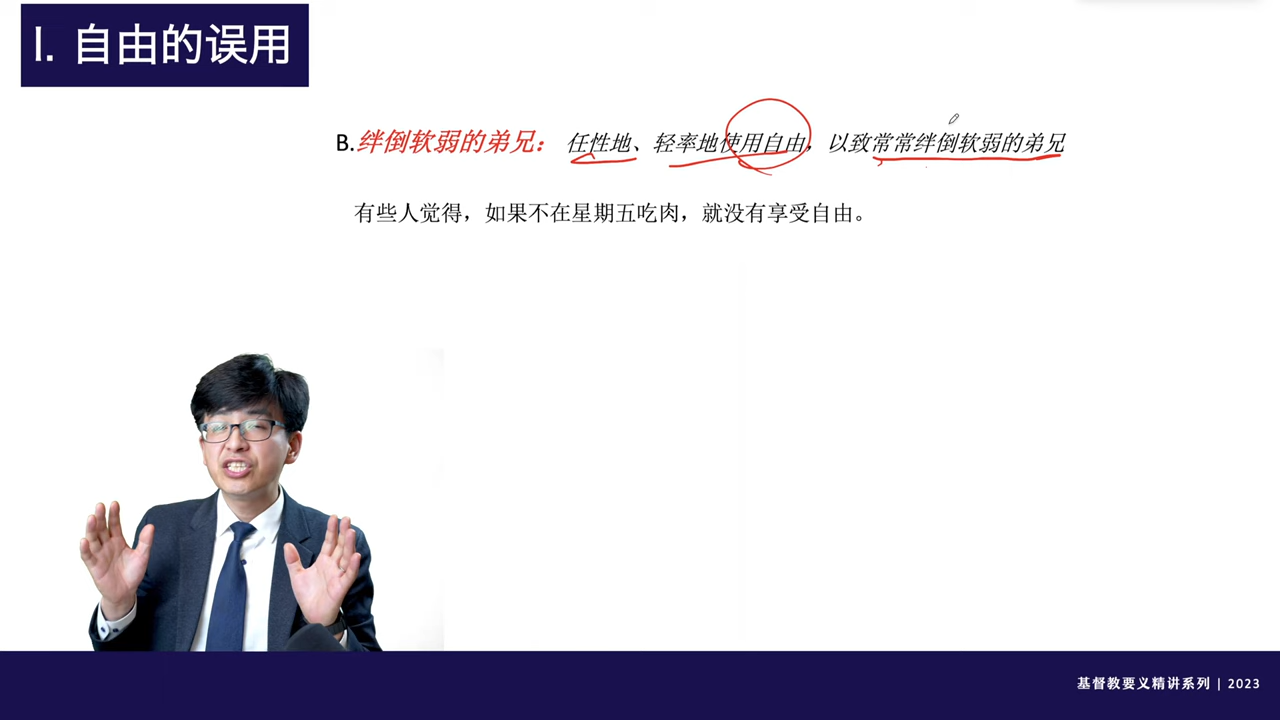 I. 自由的误用
B.绊倒软弱的弟兄：任性地、轻率地使用自由，以致常常绊倒软弱的弟兄
有些人觉得，如果不在星期五吃肉，就没有享受自由。
基督教要义精讲系列 | 2023